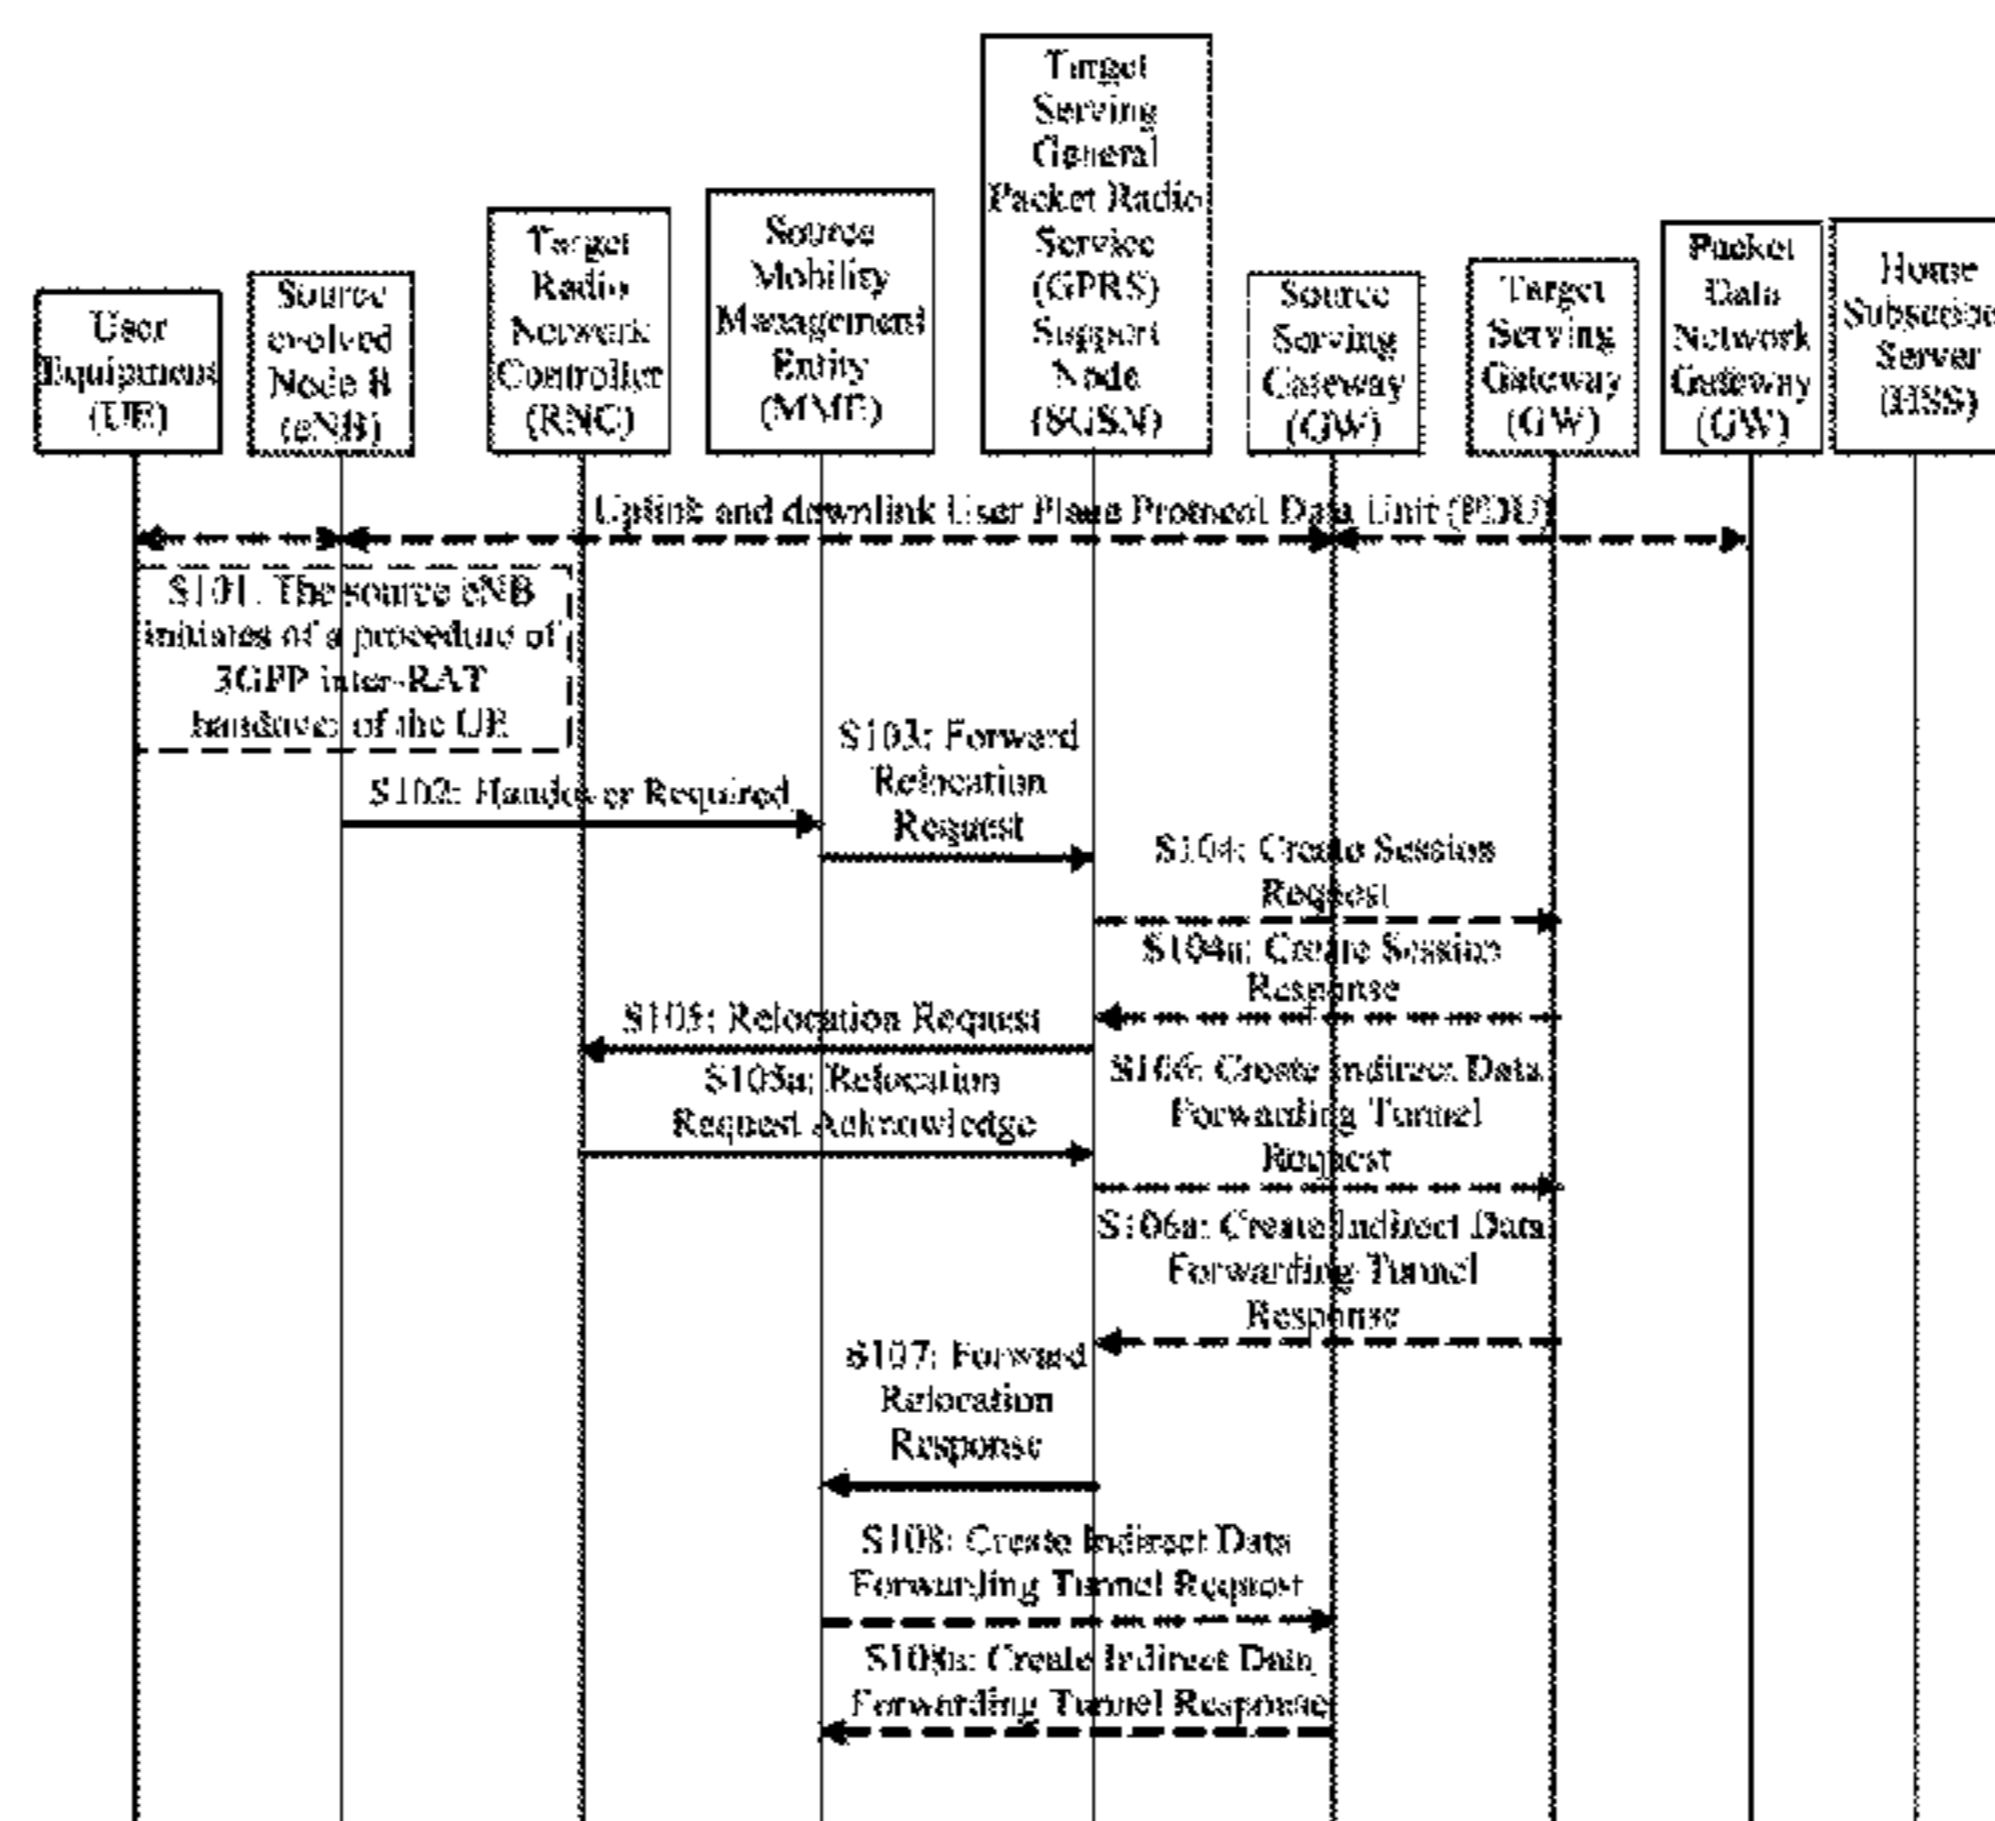 User
Equipment
(UE)
Source
evolved
Node B
(eNB)
Target
Radio
Network
Controller
(RNC)
Source
Mobility
Management
Entity
(MME)
Target
Serving
General
Packet Radio
Service
(GPRS)
Support
Node
(SGSN)
Source
Serving
Gateway
(GW)
Target
Serving
Gateway
(GW)
Packet
Data
Network
Gateway
(GW)
Home
Server
(HSS)
Uplink and downlink User Plane Protocol Data Unit (PDU)
S101. The source eNB
initiates of a procedure of
3GPP inter-RAT
handover of the UE
S102: Handover Required
S103: Forward
Relocation
Request
S104: Create Session
Request
S104a: Create Session
Response
S105: Relocation Request
S105a: Relocation
Request Acknowledge
S106: Create Indirect Data
Forwarding Tunnel
Request
S106a: Create Indirect Data
Forwarding Tunnel
Response
S107: Forward
Relocation
Response
S108: Create Indirect Data
Forwarding Tunnel Request
S108a: Create Indirect Data
Forwarding Tunnel Response